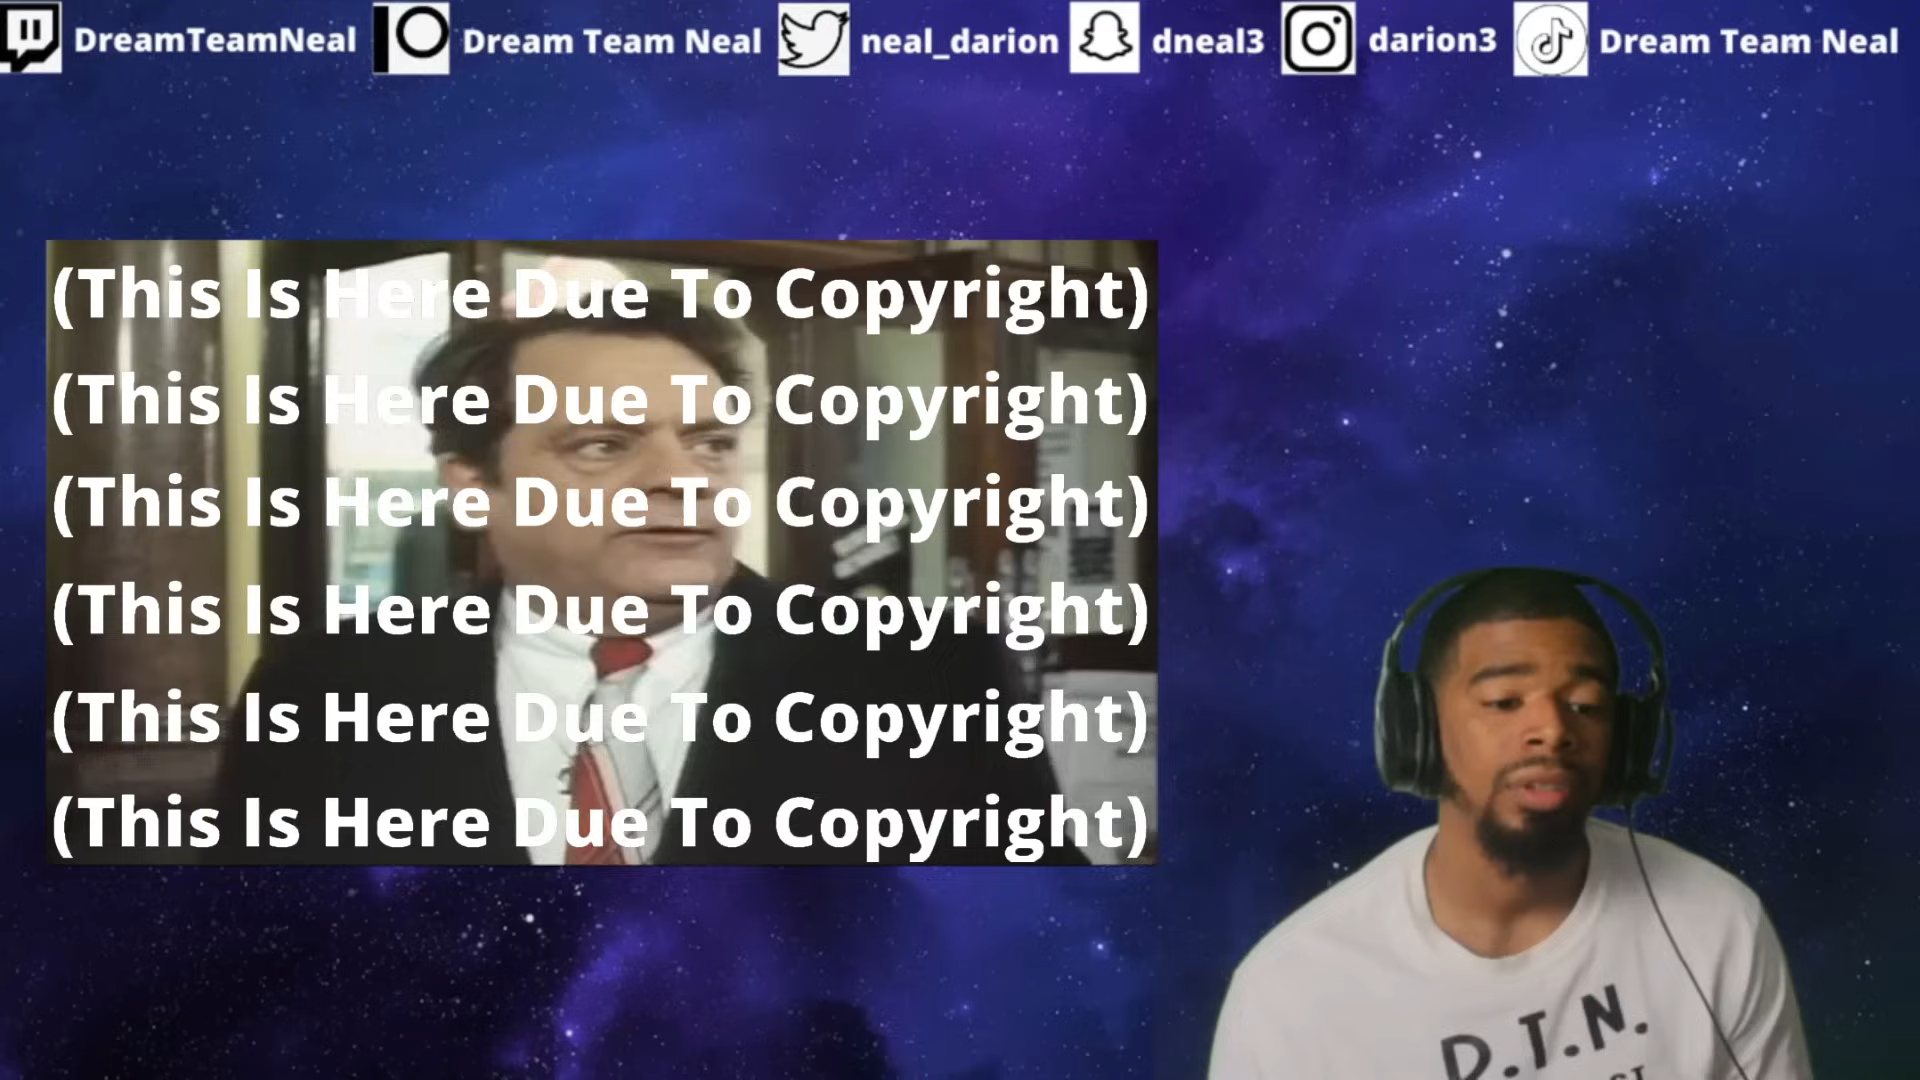 DreamTeamNeal Dream Team Neal neal_darion dneal3 darion3 Dream Team Neal
(This Is Here Due To Copyright)
(This Is Here Due To Copyright)
(This Is Here Due To Copyright)
(This Is Here Due To Copyright)
(This Is Here Due To Copyright)
(This Is Here Due To Copyright)
D.T.N.